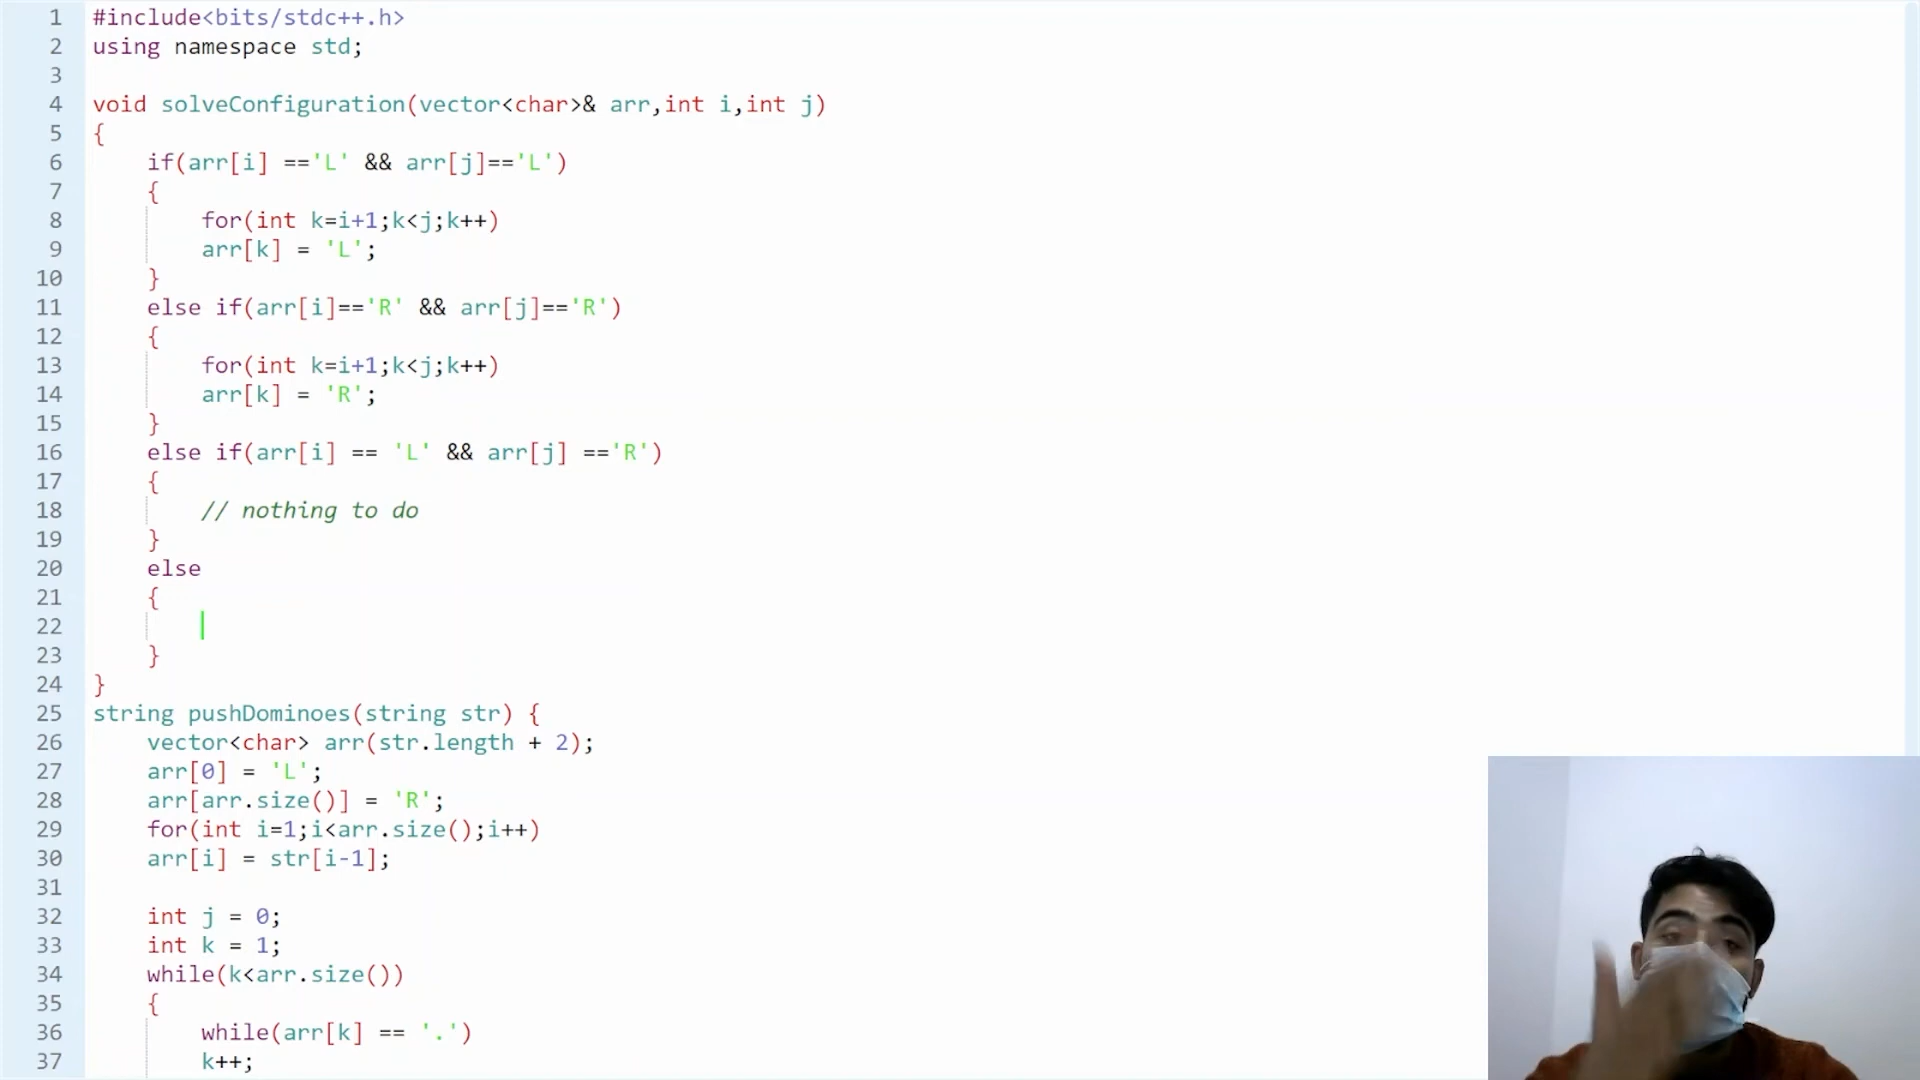 1 #include<bits/stdc++.h>
2 using namespace std;
3
4 void solveConfiguration(vector<char>& arr,int i,int j)
5 {
6 if(arr[i] =='L' && arr[j]=='L')
7 {
8 for(int k=i+1;k<j;k++)
9 arr[k] = 'L';
10 }
11 else if(arr[i]=='R' && arr[j]=='R')
12 {
13 for(int k=i+1;k<j;k++)
14 arr[k] = 'R';
15 }
16 else if(arr[i] == 'L' && arr[j] =='R')
17 {
18 // nothing to do
19 }
20 else
21 {
22
23 }
24 }
25 string pushDominoes(string str) {
26 vector<char> arr(str.length + 2);
27 arr[0] = 'L';
28 arr[arr.size()] = 'R';
29 for(int i=1;i<arr.size();i++)
30 arr[i] = str[i-1];
31
32 int j = 0;
33 int k = 1;
34 while(k<arr.size())
35 {
36 while(arr[k] == '.')
37 k++;